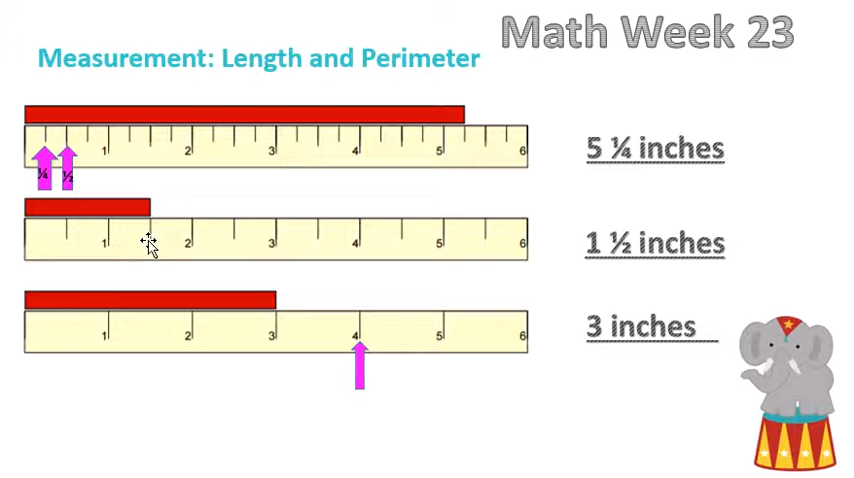 Math Week 23
Measurement: Length and Perimeter
1 2 3 4 5 6
¼ ½
5 ¼ inches
1 2 3 4 5 6
1 ½ inches
1 2 3 4 5 6
3 inches